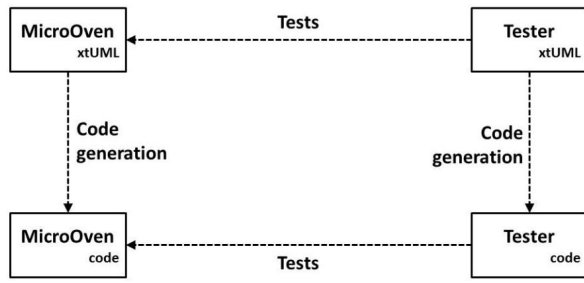 MicroOven
xtUML
Tests
Tester
xtUML
Code
generation
Code
generation
MicroOven
code
Tests
Tester
code